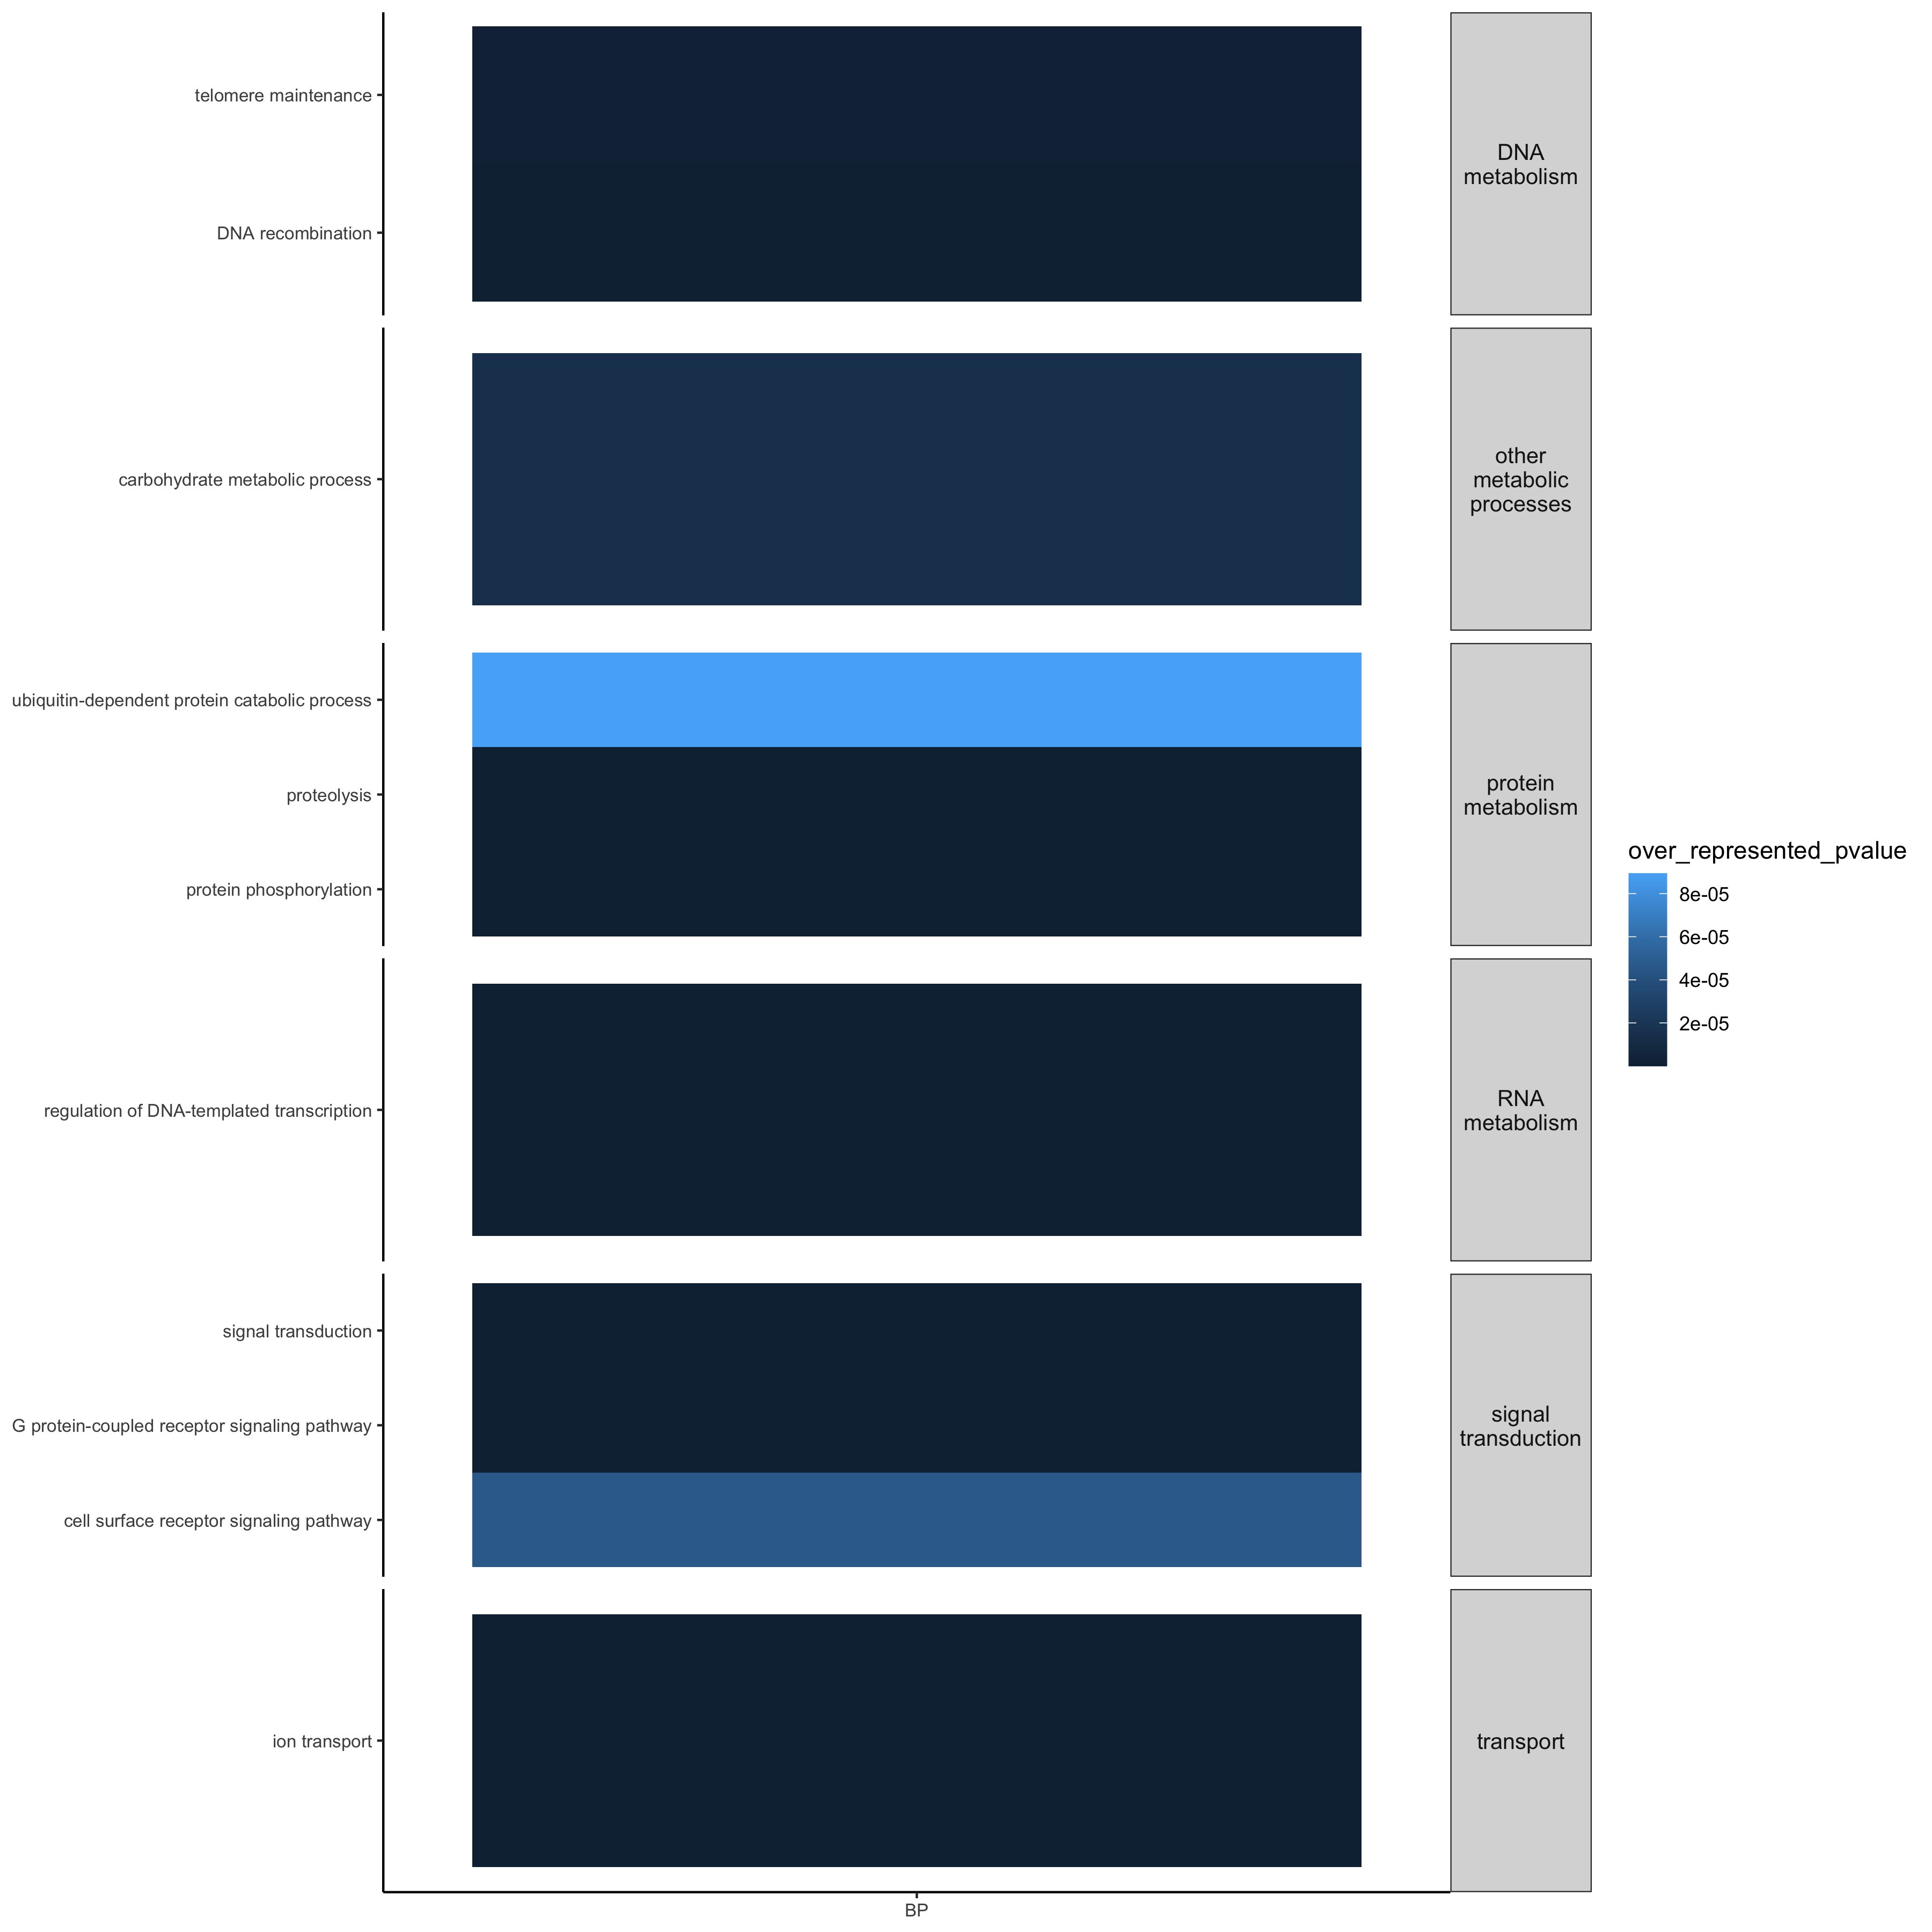 telomere maintenance
DNA recombination
DNA
metabolism
carbohydrate metabolic process
other
metabolic
processes
ubiquitin-dependent protein catabolic process
proteolysis
protein phosphorylation
protein
metabolism
regulation of DNA-templated transcription
RNA
metabolism
signal transduction
G protein-coupled receptor signaling pathway
cell surface receptor signaling pathway
signal
transduction
ion transport
transport
BP
over_represented_pvalue
8e-05
6e-05
4e-05
2e-05